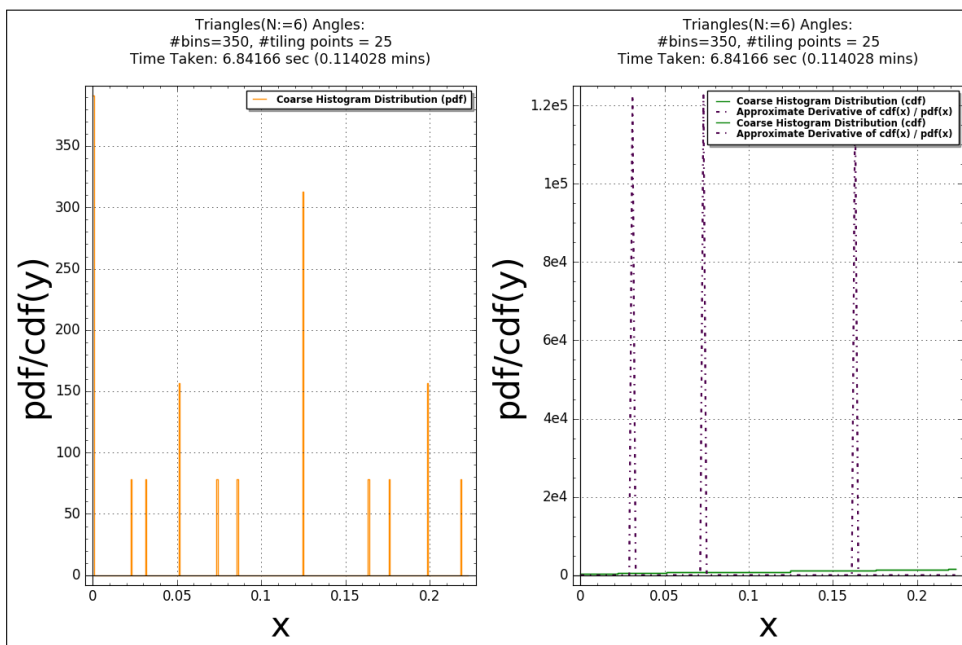 Triangles(N:=6) Angles:
#bins=350, #tiling points = 25
Time Taken: 6.84166 sec (0.114028 mins)
Coarse Histogram Distribution (pdf)
pdf/cdf(y)
350
300
250
200
150
100
50
0
0
0.05
0.1
0.15
0.2
x
Triangles(N:=6) Angles:
#bins=350, #tiling points = 25
Time Taken: 6.84166 sec (0.114028 mins)
Coarse Histogram Distribution (cdf)
Approximate Derivative of cdf(x) / pdf(x)
Coarse Histogram Distribution (cdf)
Approximate Derivative of cdf(x) / pdf(x)
pdf/cdf(y)
1.2e5
1e5
8e4
6e4
4e4
2e4
0
0
0.05
0.1
0.15
0.2
x